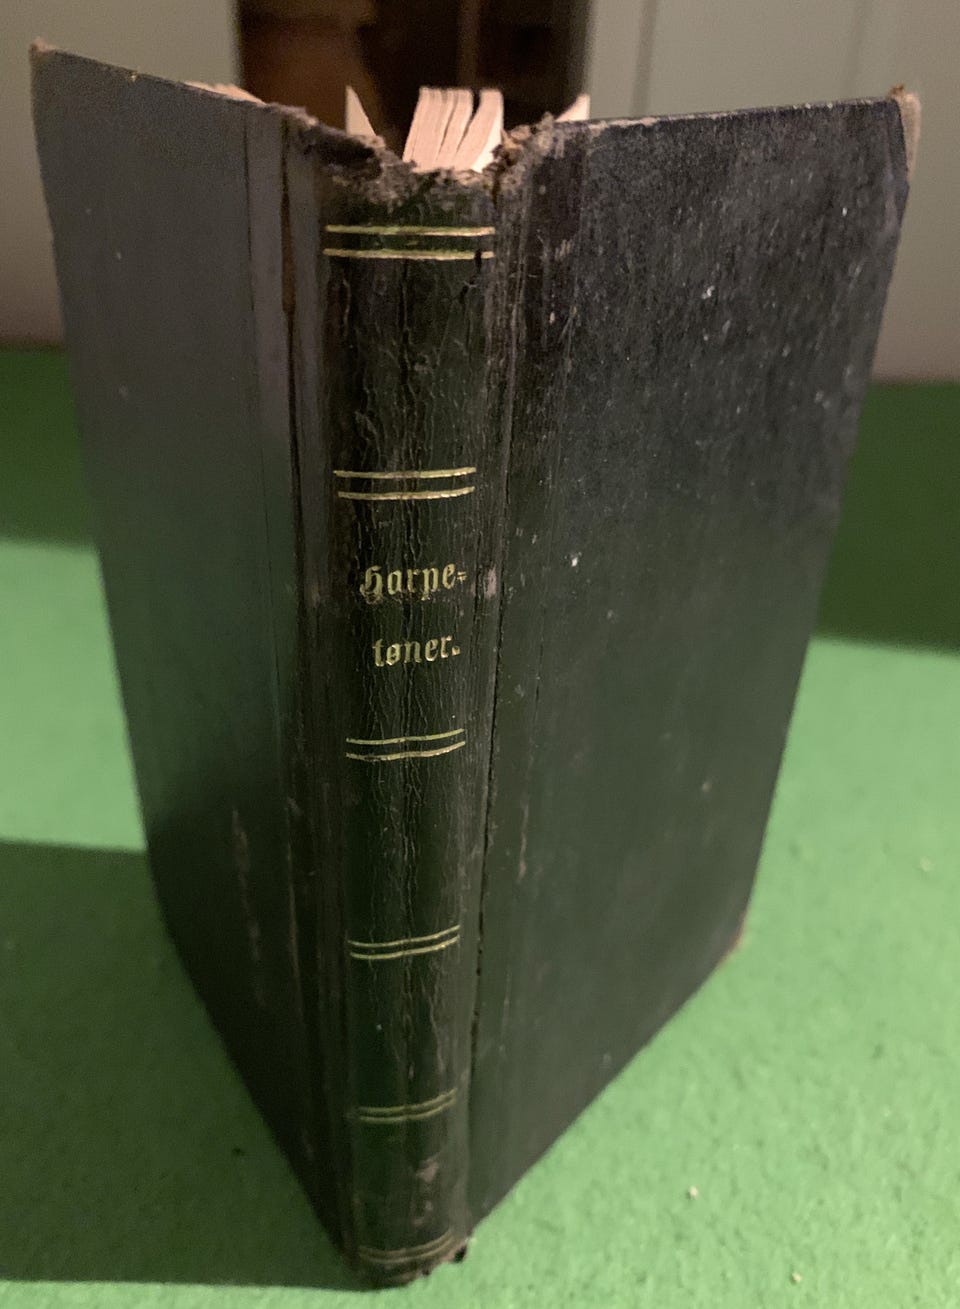 Harpe=
toner.